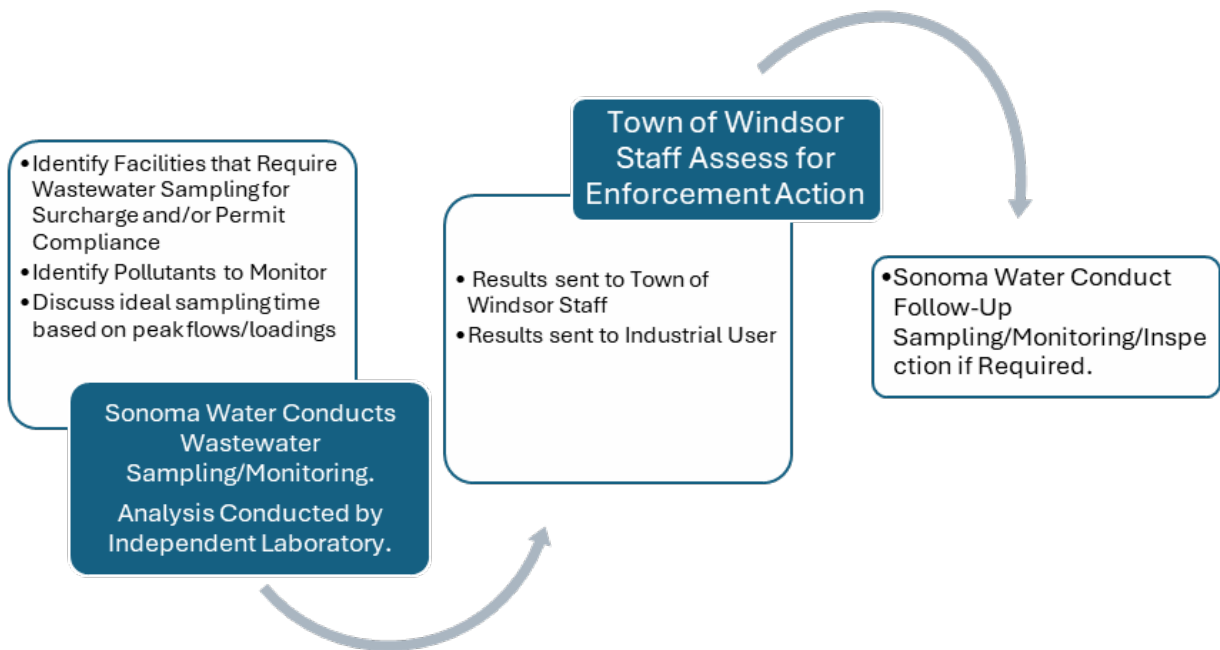 •Identify Facilities that Require
Wastewater Sampling for
Surcharge and/or Permit
Compliance
•Identify Pollutants to Monitor
•Discuss ideal sampling time
based on peak flows/loadings
Sonoma Water Conducts
Wastewater
Sampling/Monitoring.
Analysis Conducted by
Independent Laboratory.
Town of Windsor
Staff Assess for
Enforcement Action
• Results sent to Town of
Windsor Staff
•Results sent to Industrial User
•Sonoma Water Conduct
Follow-Up
Sampling/Monitoring/Inspe
ction if Required.